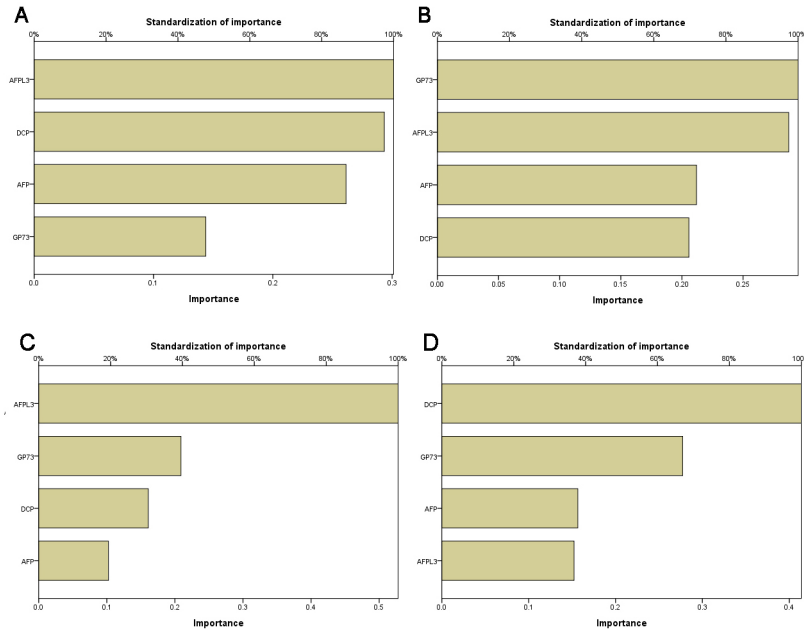 A
Standardization of importance
0% 20% 40% 60% 80% 100%
AFPL3
DCP
AFP
GP73
0.0 0.1 0.2 0.3
Importance
B
Standardization of importance
0% 20% 40% 60% 80% 100%
GP73
AFPL3
AFP
DCP
0.00 0.05 0.10 0.15 0.20 0.25
Importance
C
Standardization of importance
0% 20% 40% 60% 80% 100%
AFPL3
GP73
DCP
AFP
0.0 0.1 0.2 0.3 0.4 0.5
Importance
D
Standardization of importance
0% 20% 40% 60% 80% 100
DCP
GP73
AFP
AFPL3
0.0 0.1 0.2 0.3 0.4
Importance